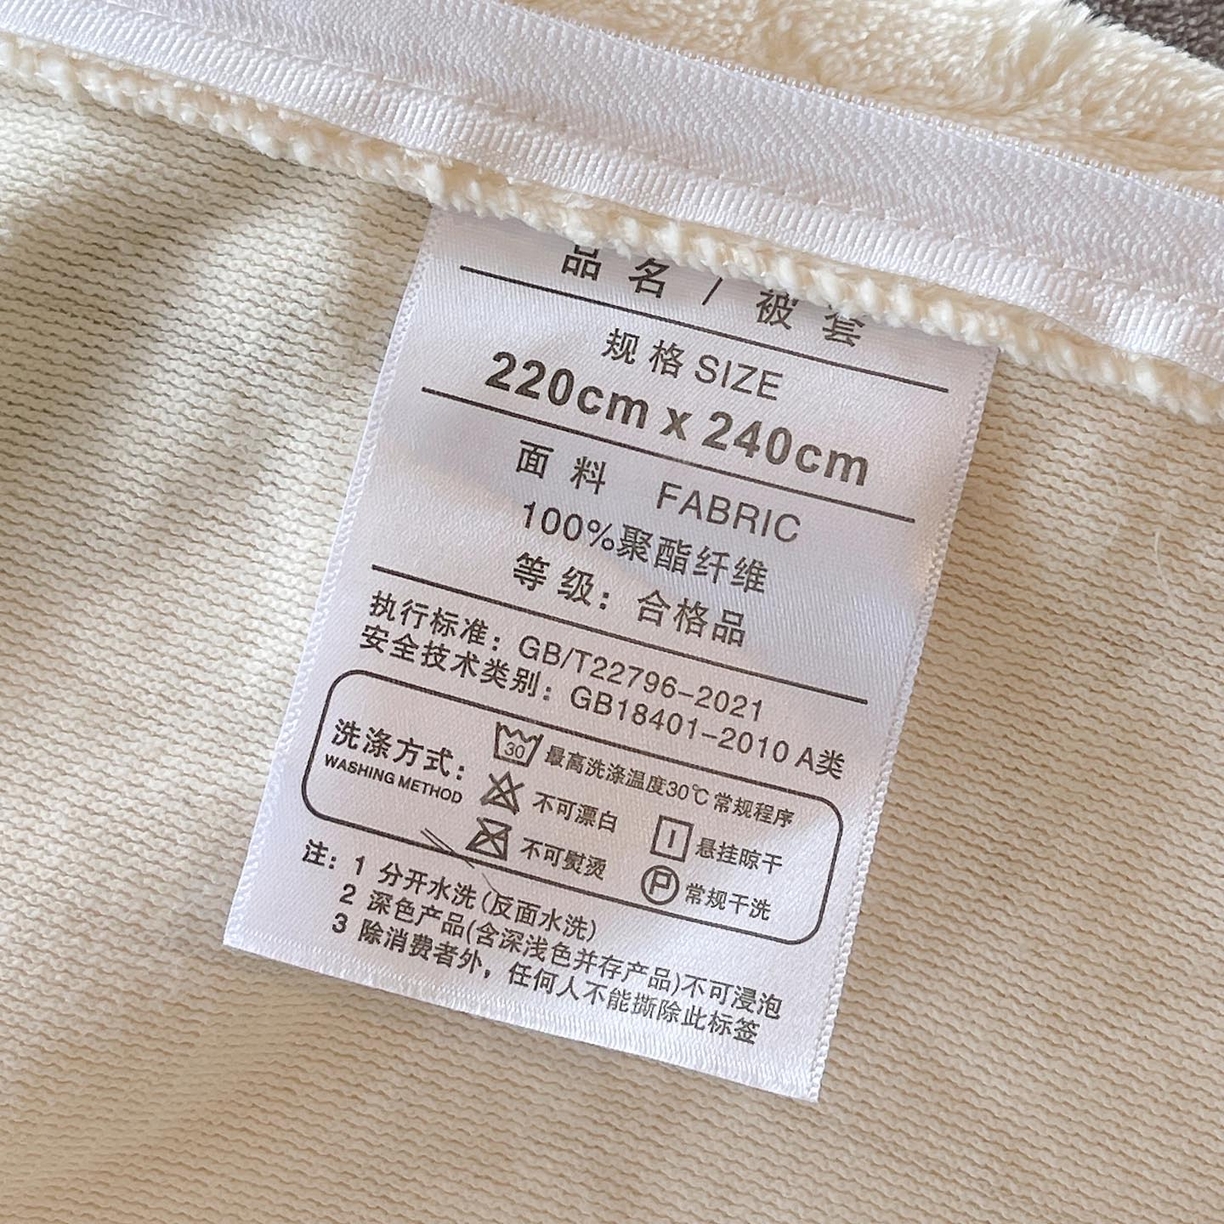 品 名 / 被 套
规 格 SIZE
220cm x 240cm
面 料 FABRIC
100%聚酯纤维
等 级：合格品
执行标准：GB/T22796-2021
安全技术类别：GB18401-2010 A类
洗涤方式：
WASHING METHOD
30 最高洗涤温度30℃ 常规程序
不可漂白 悬挂晾干
不可熨烫 P 常规干洗
注：1 分开水洗 (反面水洗)
2 深色产品(含深浅色并存产品)不可浸泡
3 除消费者外，任何人不能撕除此标签